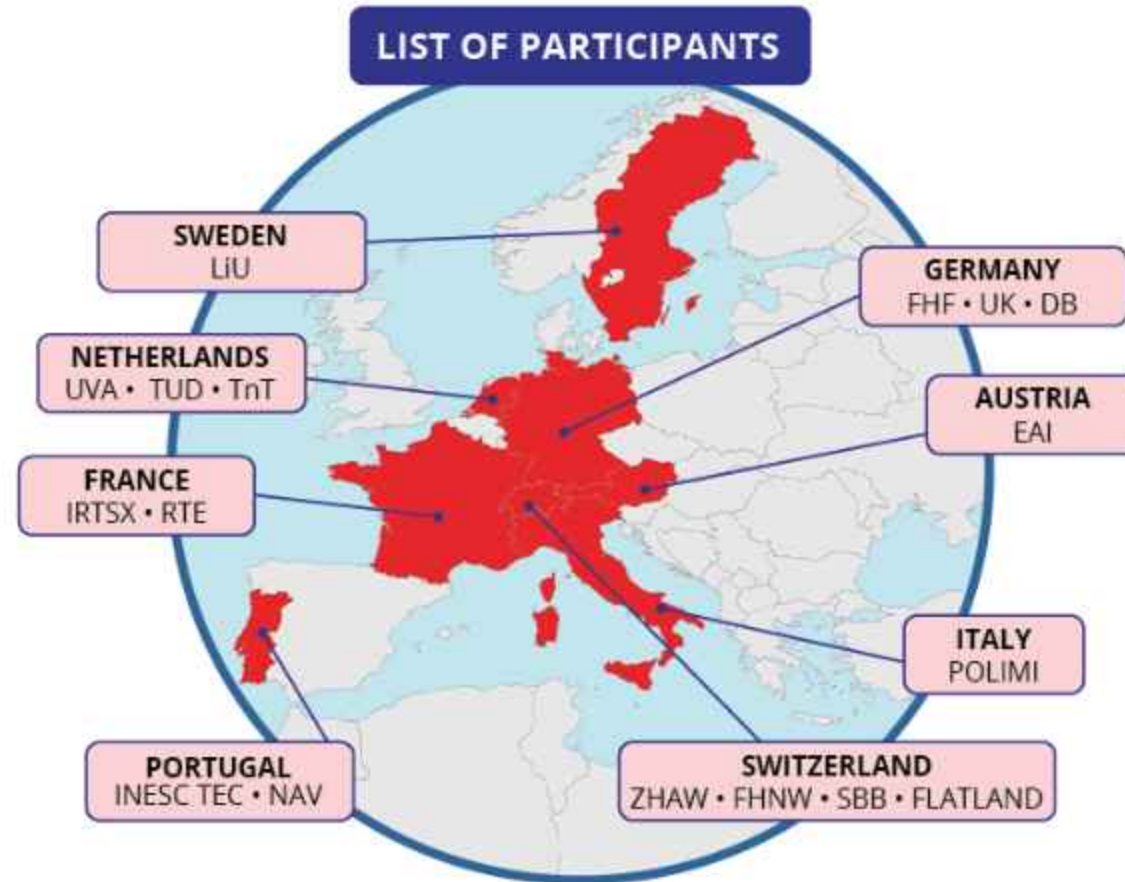 LIST OF PARTICIPANTS
SWEDEN
LiU
GERMANY
FHF • UK • DB
NETHERLANDS
UVA • TUD • TnT
AUSTRIA
EAI
FRANCE
IRTSX • RTE
ITALY
POLIMI
PORTUGAL
INESC TEC • NAV
SWITZERLAND
ZHAW • FHNW • SBB • FLATLAND